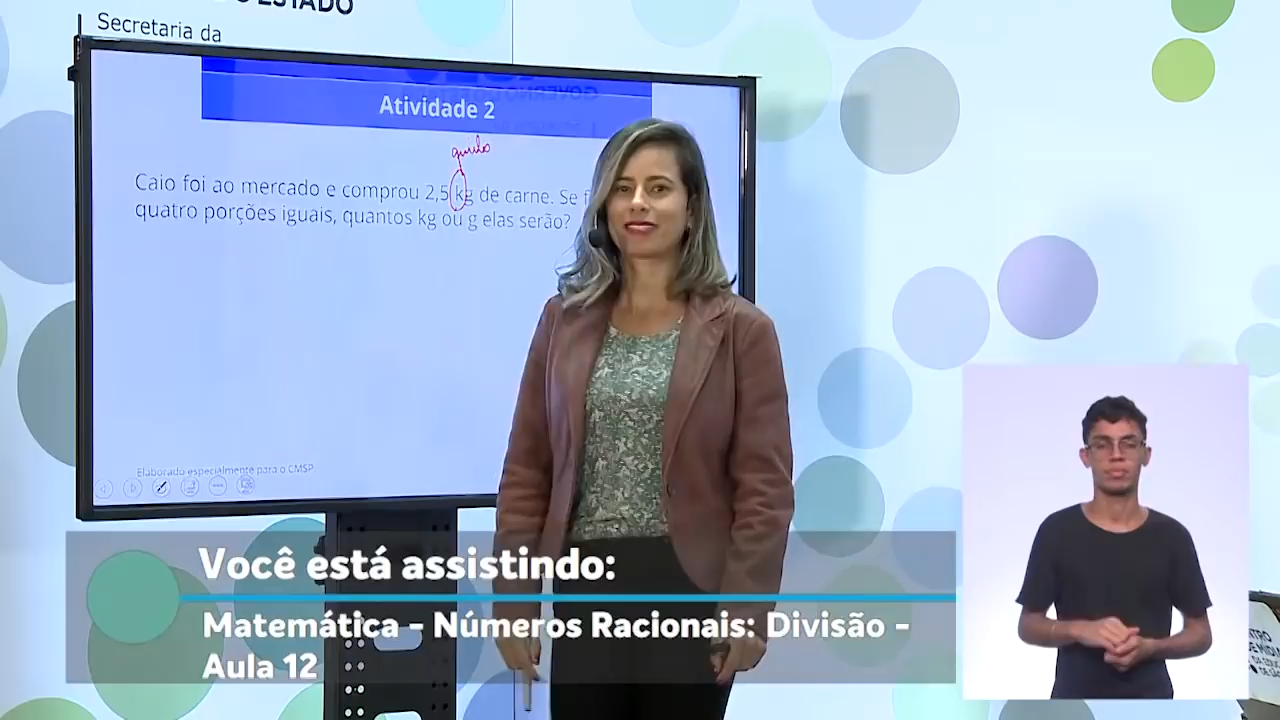 ESTADO
Secretaria da
Atividade 2
quilo
Caio foi ao mercado e comprou 2,5 kg de carne. Se
quatro porções iguais, quantos kg ou g elas serão?
Elaborado especialmente para o CMSP
Você está assistindo:
Matemática - Números Racionais: Divisão -
Aula 12